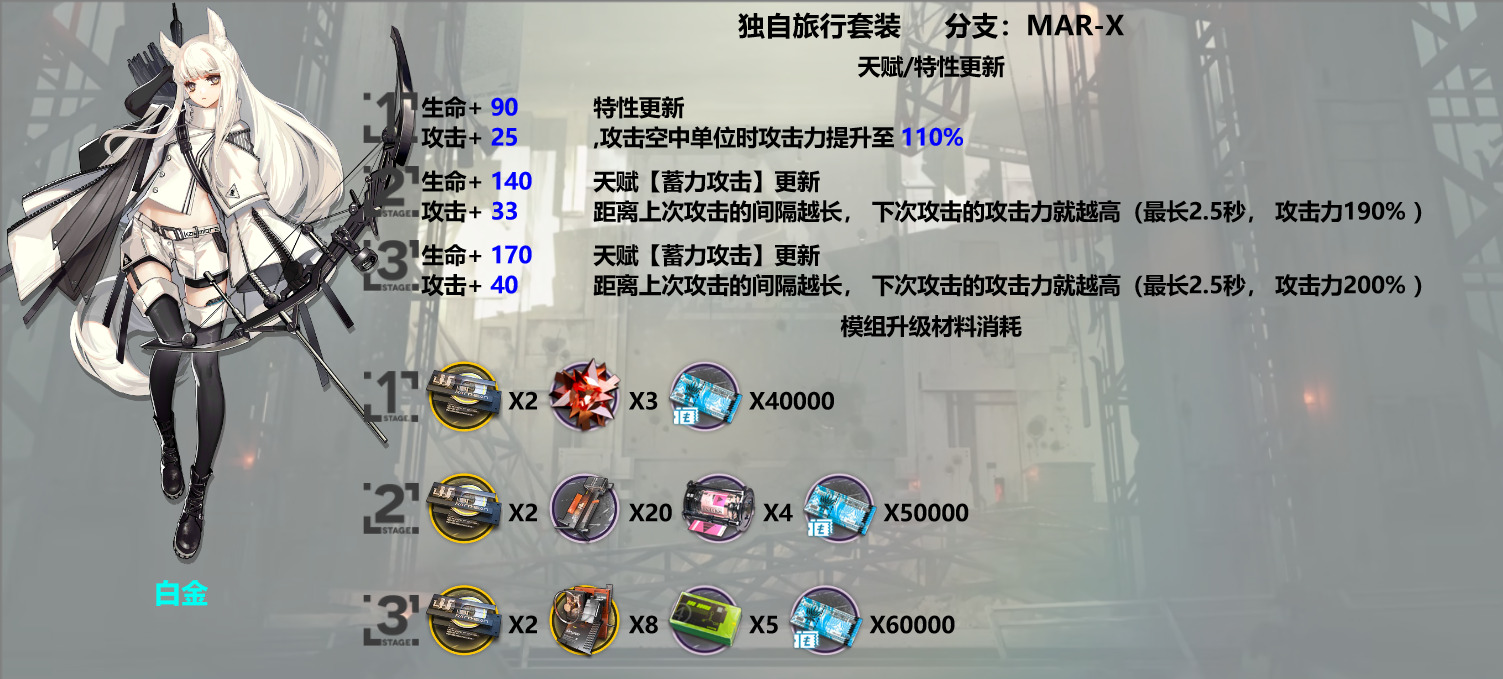 独自旅行套装 分支：MAR-X
天赋/特性更新
1 生命+ 90 特性更新
攻击+ 25 ,攻击空中单位时攻击力提升至 110%
2 生命+ 140 天赋【蓄力攻击】更新
STAGE. 攻击+ 33 距离上次攻击的间隔越长， 下次攻击的攻击力就越高（最长2.5秒， 攻击力190% ）
3 生命+ 170 天赋【蓄力攻击】更新
STAGE. 攻击+ 40 距离上次攻击的间隔越长， 下次攻击的攻击力就越高（最长2.5秒， 攻击力200% ）
模组升级材料消耗
1 STAGE. X2 X3 X40000
2 STAGE. X2 X20 X4 X50000
白金
3 STAGE. X2 X8 X5 X60000